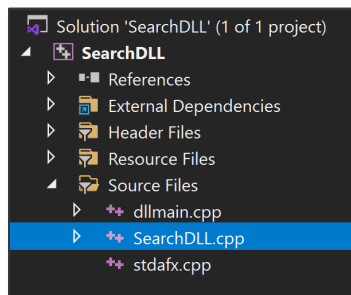 Solution 'SearchDLL' (1 of 1 project)
SearchDLL
References
External Dependencies
Header Files
Resource Files
Source Files
dllmain.cpp
SearchDLL.cpp
stdafx.cpp